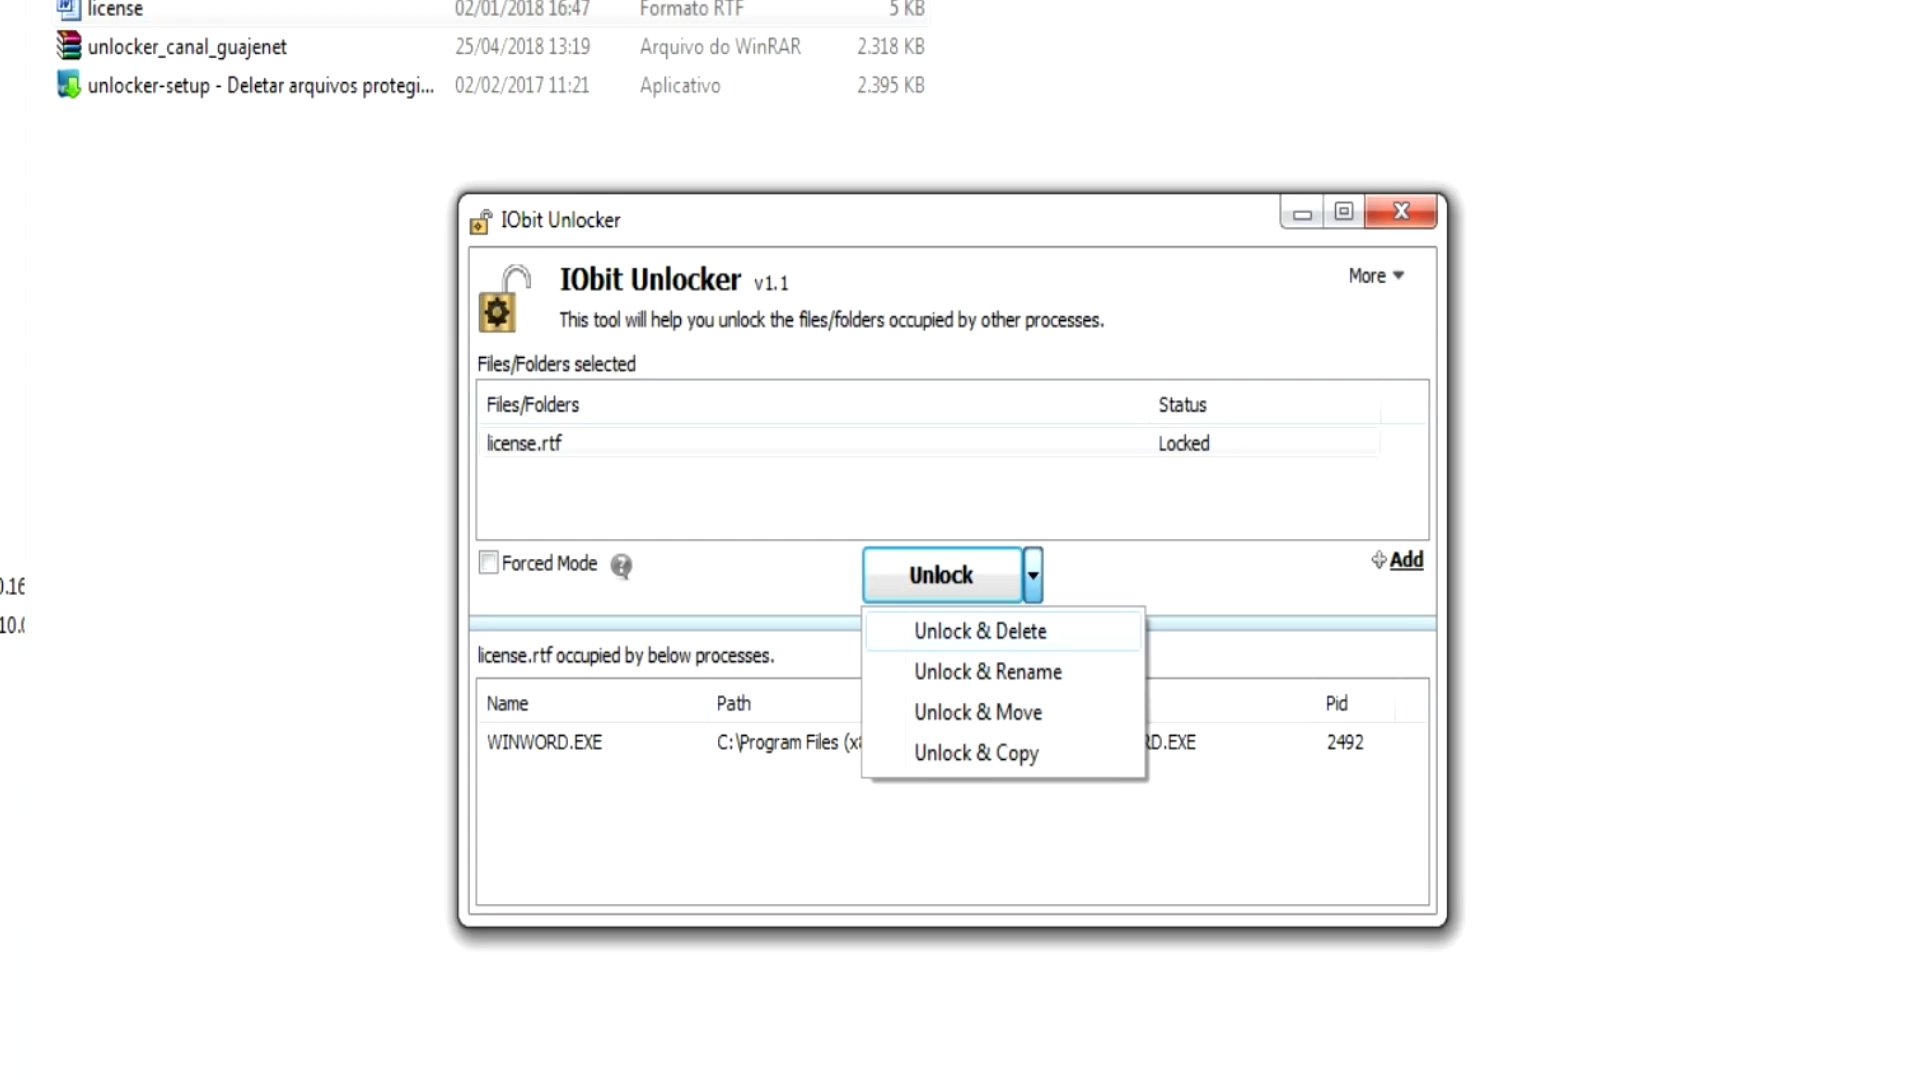 license 02/01/2018 16:47 Formato RTF 5 KB
unlocker_canal_guajenet 25/04/2018 13:19 Arquivo do WinRAR 2.318 KB
unlocker-setup - Deletar arquivos protegi... 02/02/2017 11:21 Aplicativo 2.395 KB
IObit Unlocker
IObit Unlocker v1.1
More
This tool will help you unlock the files/folders occupied by other processes.
Files/Folders selected
Files/Folders Status
license.rtf Locked
Forced Mode
Unlock
Add
Unlock & Delete
Unlock & Rename
Unlock & Move
Unlock & Copy
license.rtf occupied by below processes.
Name Path Pid
WINWORD.EXE C:\Program Files D.EXE 2492